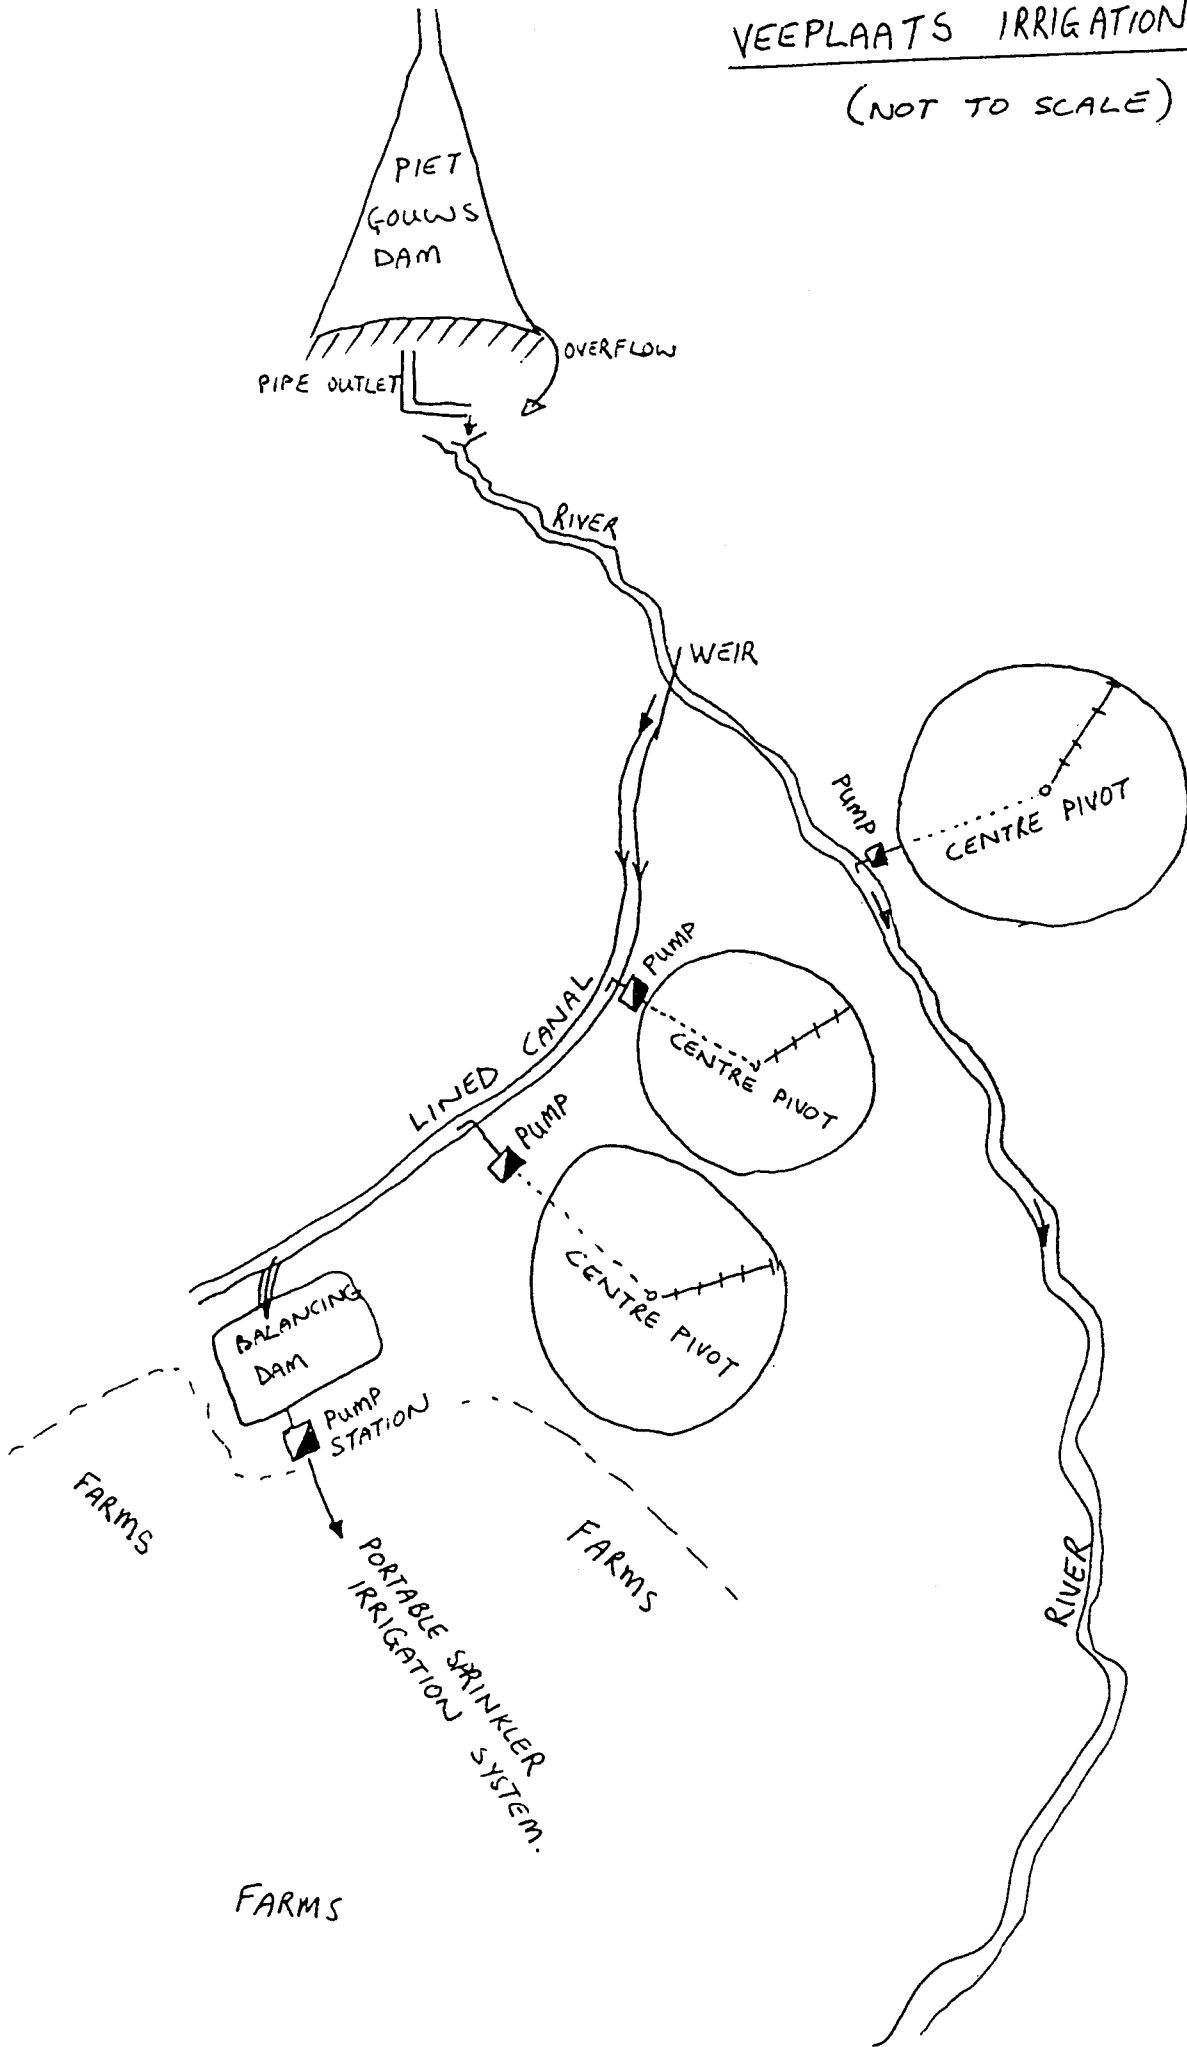 VEEPLAATS IRRIGATION
(NOT TO SCALE)
PIET
GOUWS
DAM
OVERFLOW
PIPE OUTLET
RIVER
WEIR
PUMP
CENTRE PIVOT
PUMP
CENTRE PIVOT
LINED CANAL
PUMP
CENTRE PIVOT
BALANCING
DAM
PUMP
STATION
FARMS
FARMS
PORTABLE SPRINKLER
IRRIGATION SYSTEM.
RIVER
FARMS